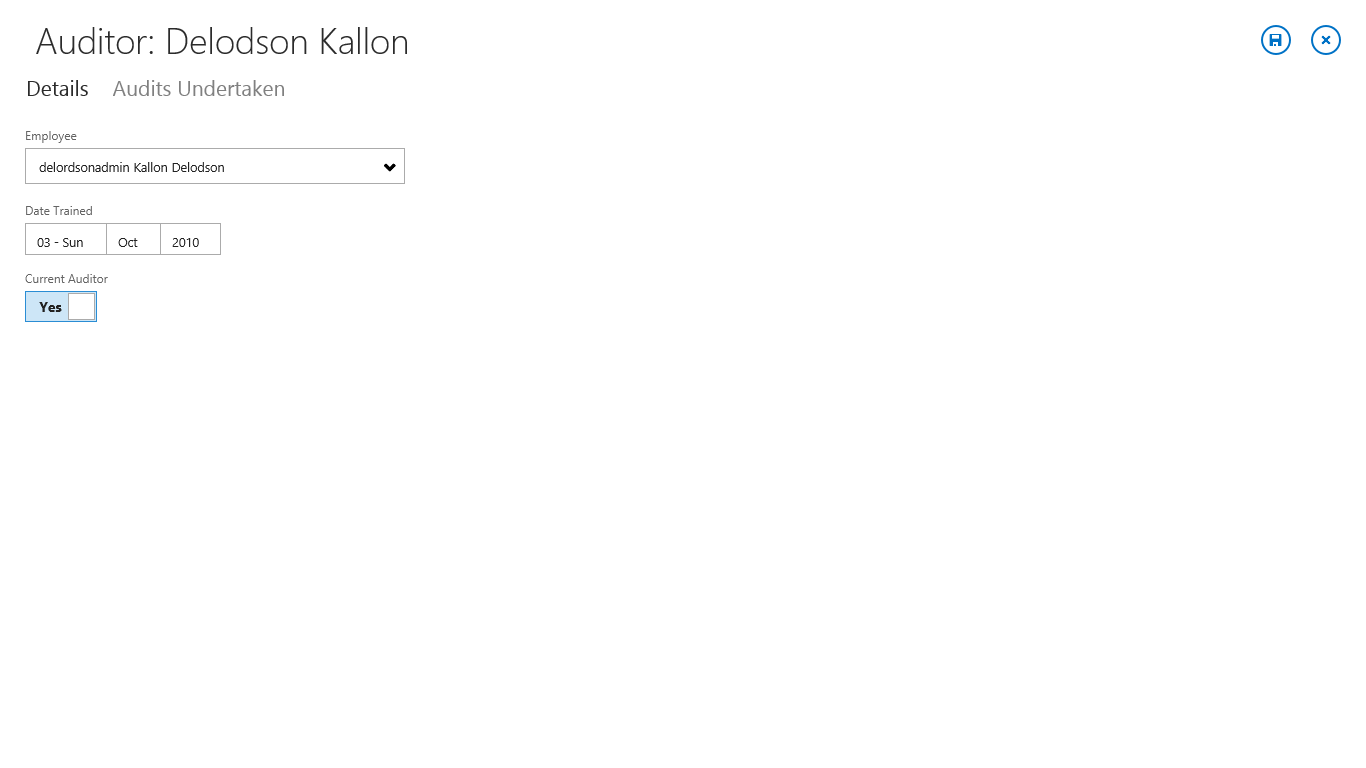 Auditor: Delodson Kallon
Details Audits Undertaken
Employee
delordsonadmin Kallon Delodson
Date Trained
03 - Sun Oct 2010
Current Auditor
Yes